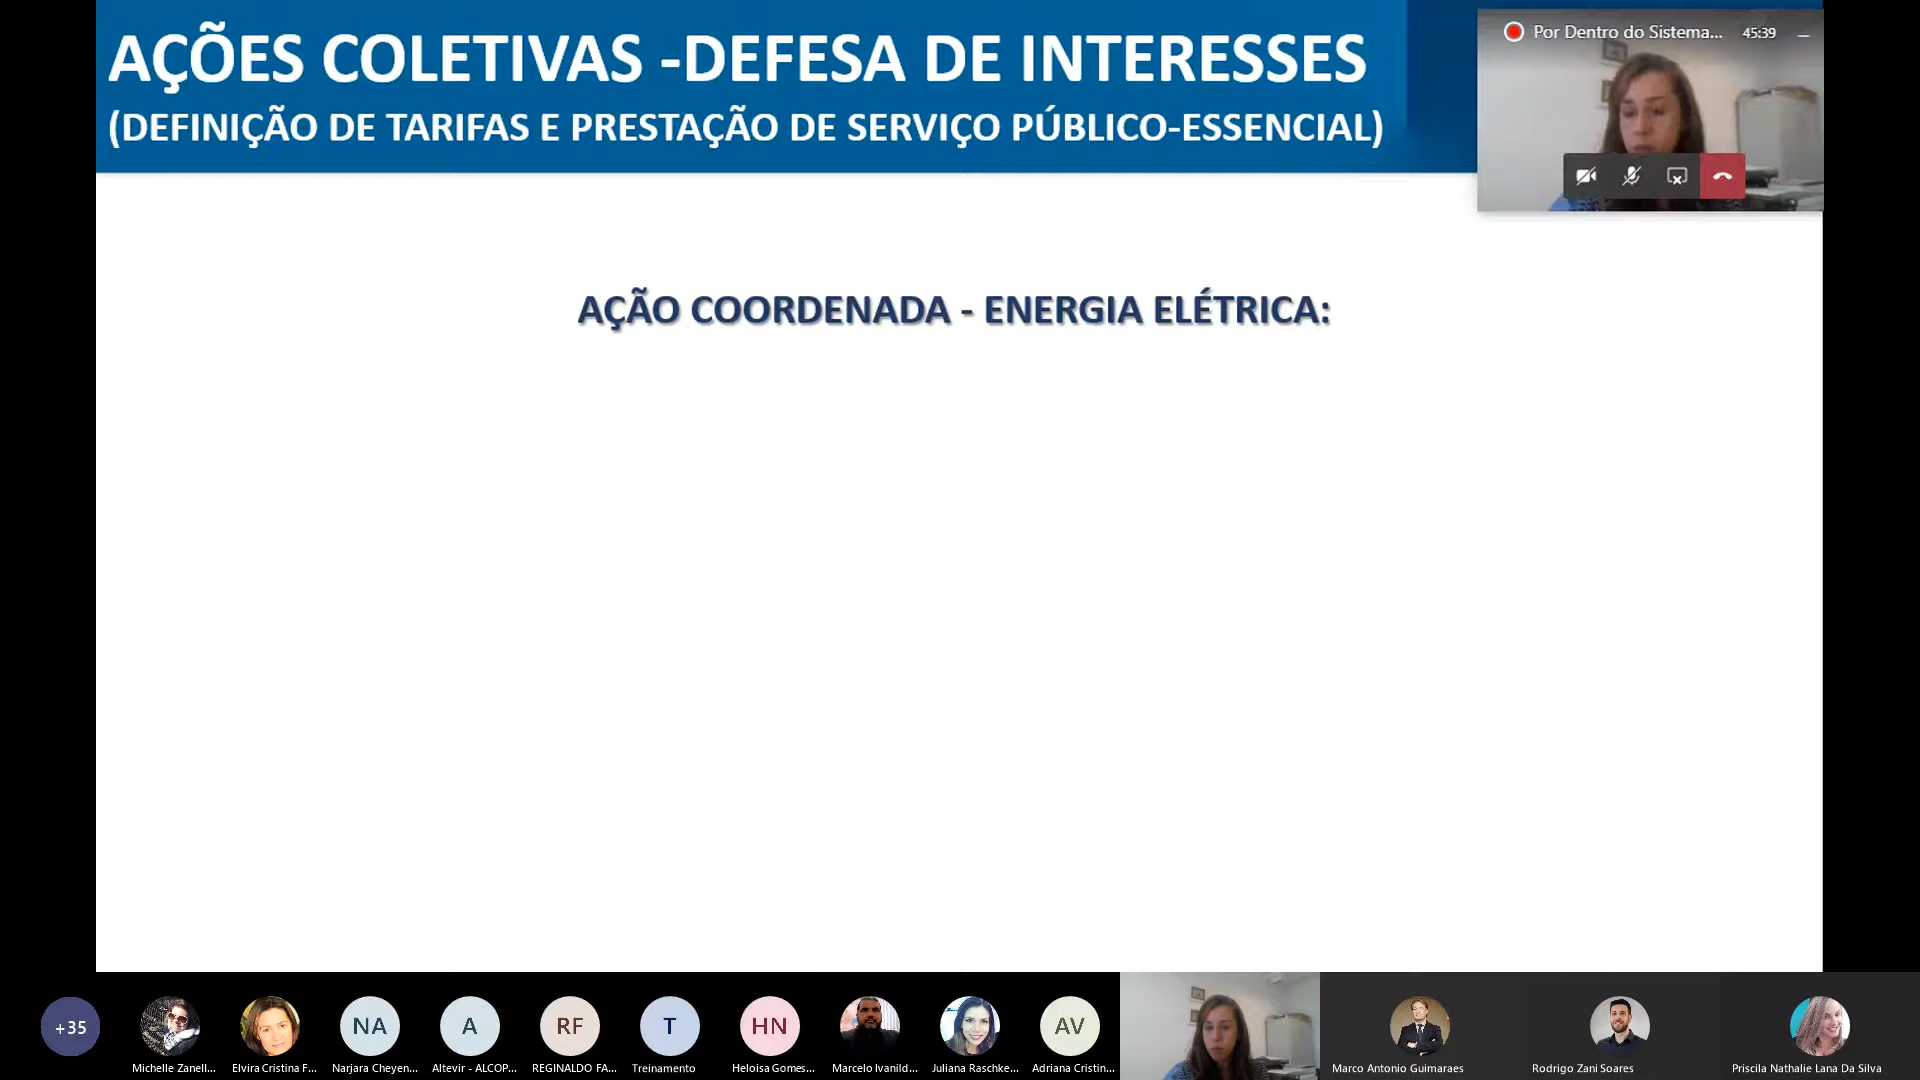 AÇÕES COLETIVAS -DEFESA DE INTERESSES
(DEFINIÇÃO DE TARIFAS E PRESTAÇÃO DE SERVIÇO PÚBLICO-ESSENCIAL)
Por Dentro do Sistema... 45:39
AÇÃO COORDENADA - ENERGIA ELÉTRICA:
+35
NA
A
RF
T
HN
AV
Michelle Zanell...
Elvira Cristina F...
Narjara Cheyen...
Altevir - ALCOP...
REGINALDO FA...
Treinamento
Heloisa Gomes...
Marcelo Ivanild...
Juliana Raschke...
Adriana Cristin...
Marco Antonio Guimaraes
Rodrigo Zani Soares
Priscila Nathalie Lana Da Silva